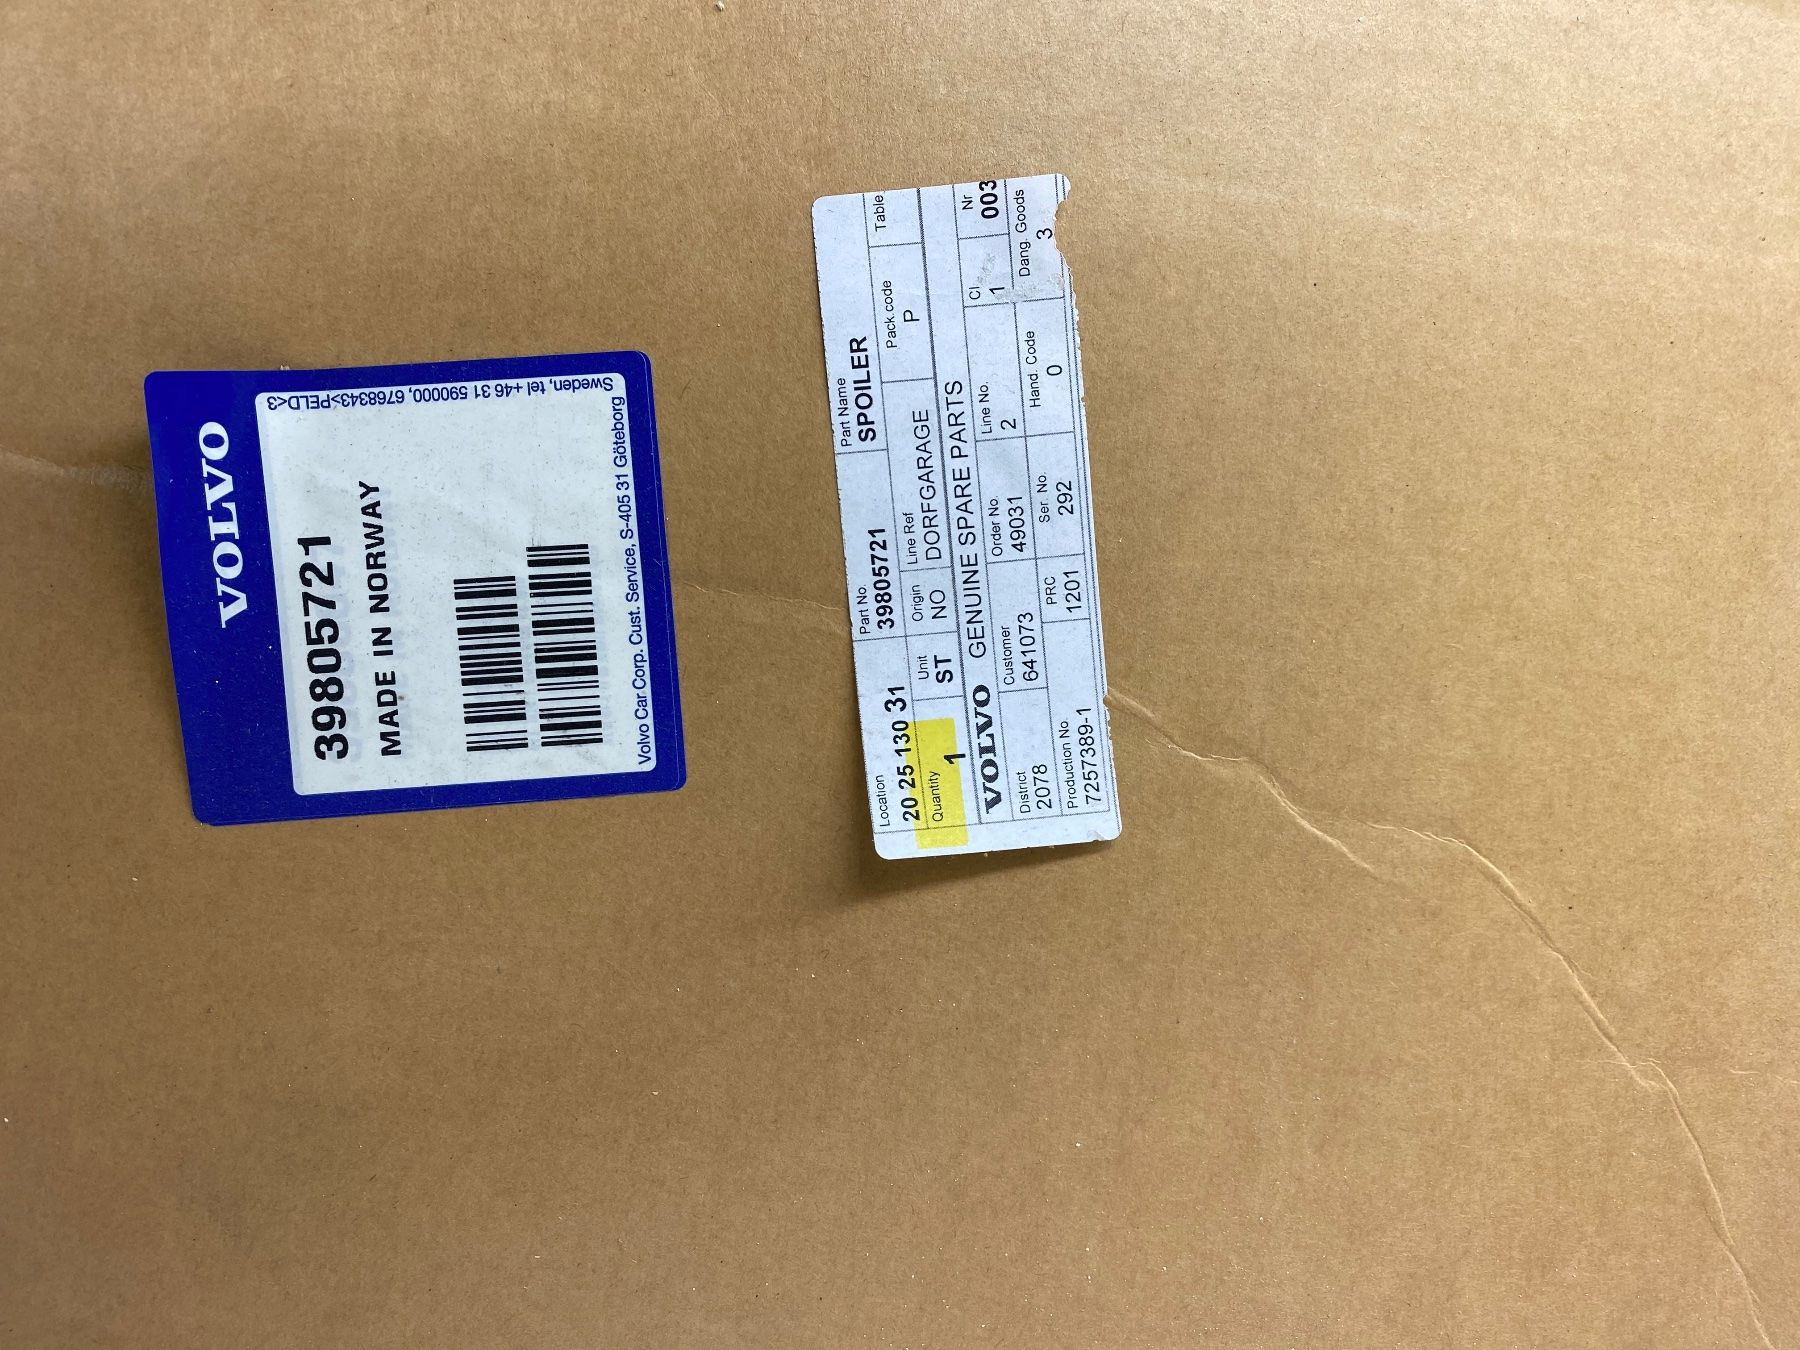 VOLVO
39805721
MADE IN NORWAY
Volvo Car Corp. Cust. Service, S-405 31 Göteborg
Sweden, tel +46 31 590000, 6768343>PELD<3
Location
20 25 130 31
Part No.
39805721
Part Name
SPOILER
Quantity
1
Unit
ST
Origin
NO
Line Ref
DORFGARAGE
Pack.code
P
Table
VOLVO GENUINE SPARE PARTS
District
2078
Customer
641073
Order No.
49031
Line No.
2
Cl
1
Nr
003
Production No
7257389-1
PRC
1201
Ser. No.
292
Hand. Code
0
Dang. Goods
3